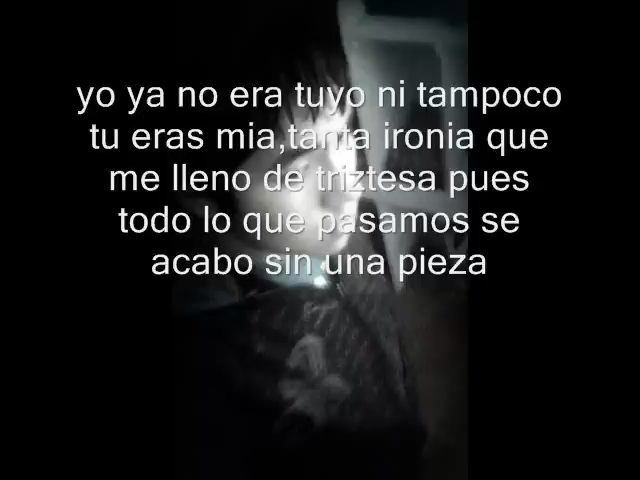 yo ya no era tuyo ni tampoco
tu eras mia,tanta ironia que
me lleno de triztesa pues
todo lo que pasamos se
acabo sin una pieza